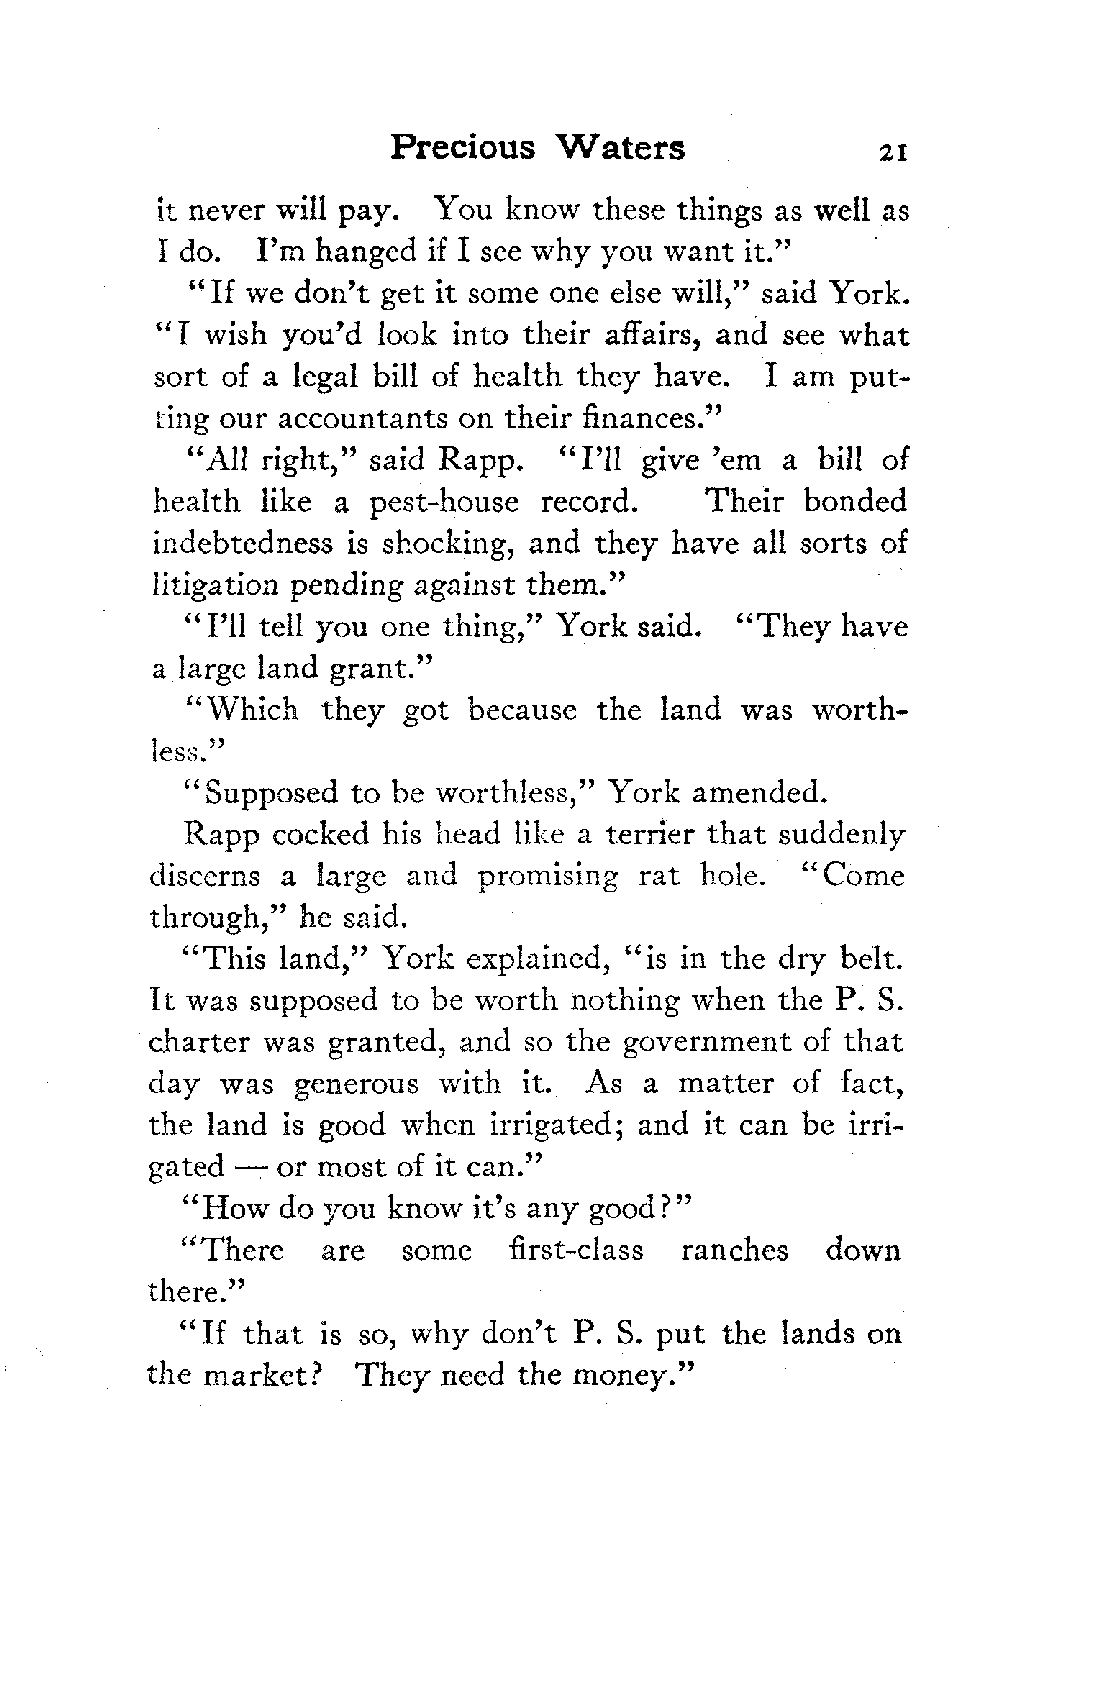 Precious Waters 21
it never will pay. You know these things as well as
I do. I'm hanged if I see why you want it."
"If we don't get it some one else will," said York.
"I wish you'd look into their affairs, and see what
sort of a legal bill of health they have. I am put-
ting our accountants on their finances."
"All right," said Rapp. "I'll give 'em a bill of
health like a pest-house record. Their bonded
indebtedness is shocking, and they have all sorts of
litigation pending against them."
"I'll tell you one thing," York said. "They have
a large land grant."
"Which they got because the land was worth-
less."
"Supposed to be worthless," York amended.
Rapp cocked his head like a terrier that suddenly
discerns a large and promising rat hole. "Come
through," he said.
"This land," York explained, "is in the dry belt.
It was supposed to be worth nothing when the P. S.
charter was granted, and so the government of that
day was generous with it. As a matter of fact,
the land is good when irrigated; and it can be irri-
gated — or most of it can."
"How do you know it's any good?"
"There are some first-class ranches down
there."
"If that is so, why don't P. S. put the lands on
the market? They need the money."